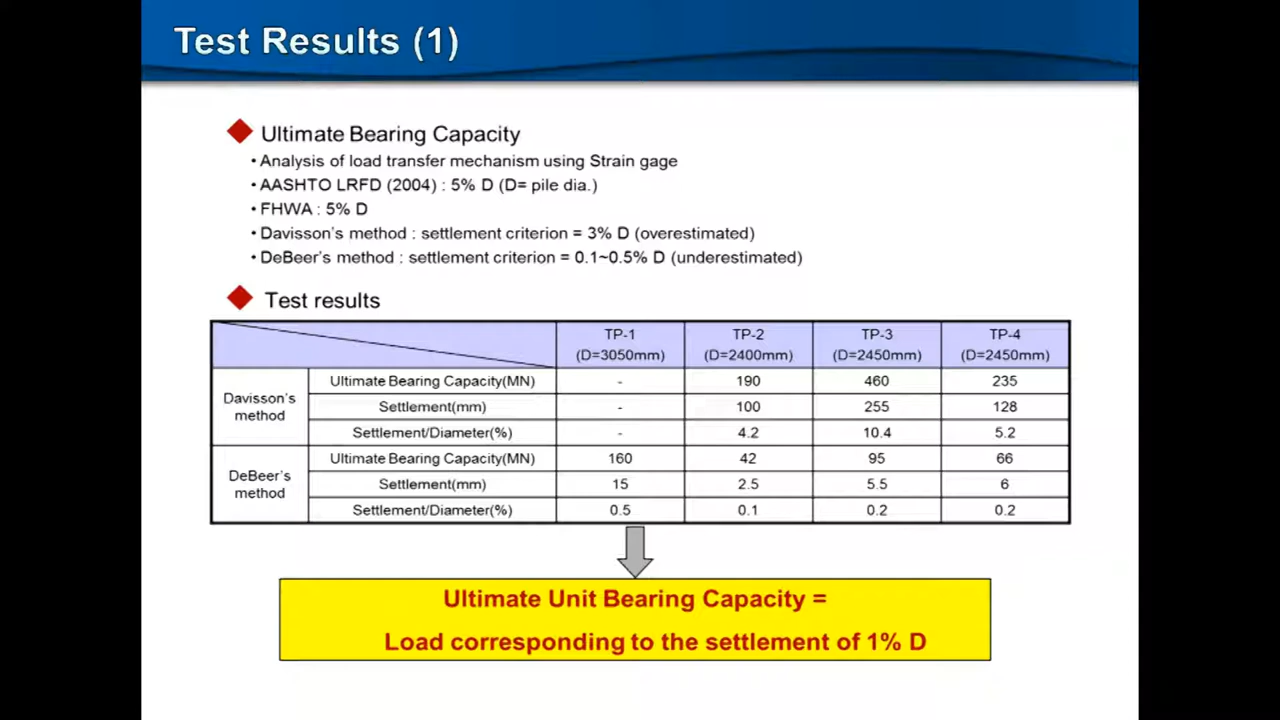 Test Results (1)
Ultimate Bearing Capacity
• Analysis of load transfer mechanism using Strain gage
• AASHTO LRFD (2004) : 5% D (D= pile dia.)
• FHWA : 5% D
• Davisson's method : settlement criterion = 3% D (overestimated)
• DeBeer's method : settlement criterion = 0.1~0.5% D (underestimated)
Test results
TP-1 TP-2 TP-3 TP-4
(D=3050mm) (D=2400mm) (D=2450mm) (D=2450mm)
Davisson's method
Ultimate Bearing Capacity(MN) - 190 460 235
Settlement(mm) - 100 255 128
Settlement/Diameter(%) - 4.2 10.4 5.2
DeBeer's method
Ultimate Bearing Capacity(MN) 160 42 95 66
Settlement(mm) 15 2.5 5.5 6
Settlement/Diameter(%) 0.5 0.1 0.2 0.2
Ultimate Unit Bearing Capacity =
Load corresponding to the settlement of 1% D